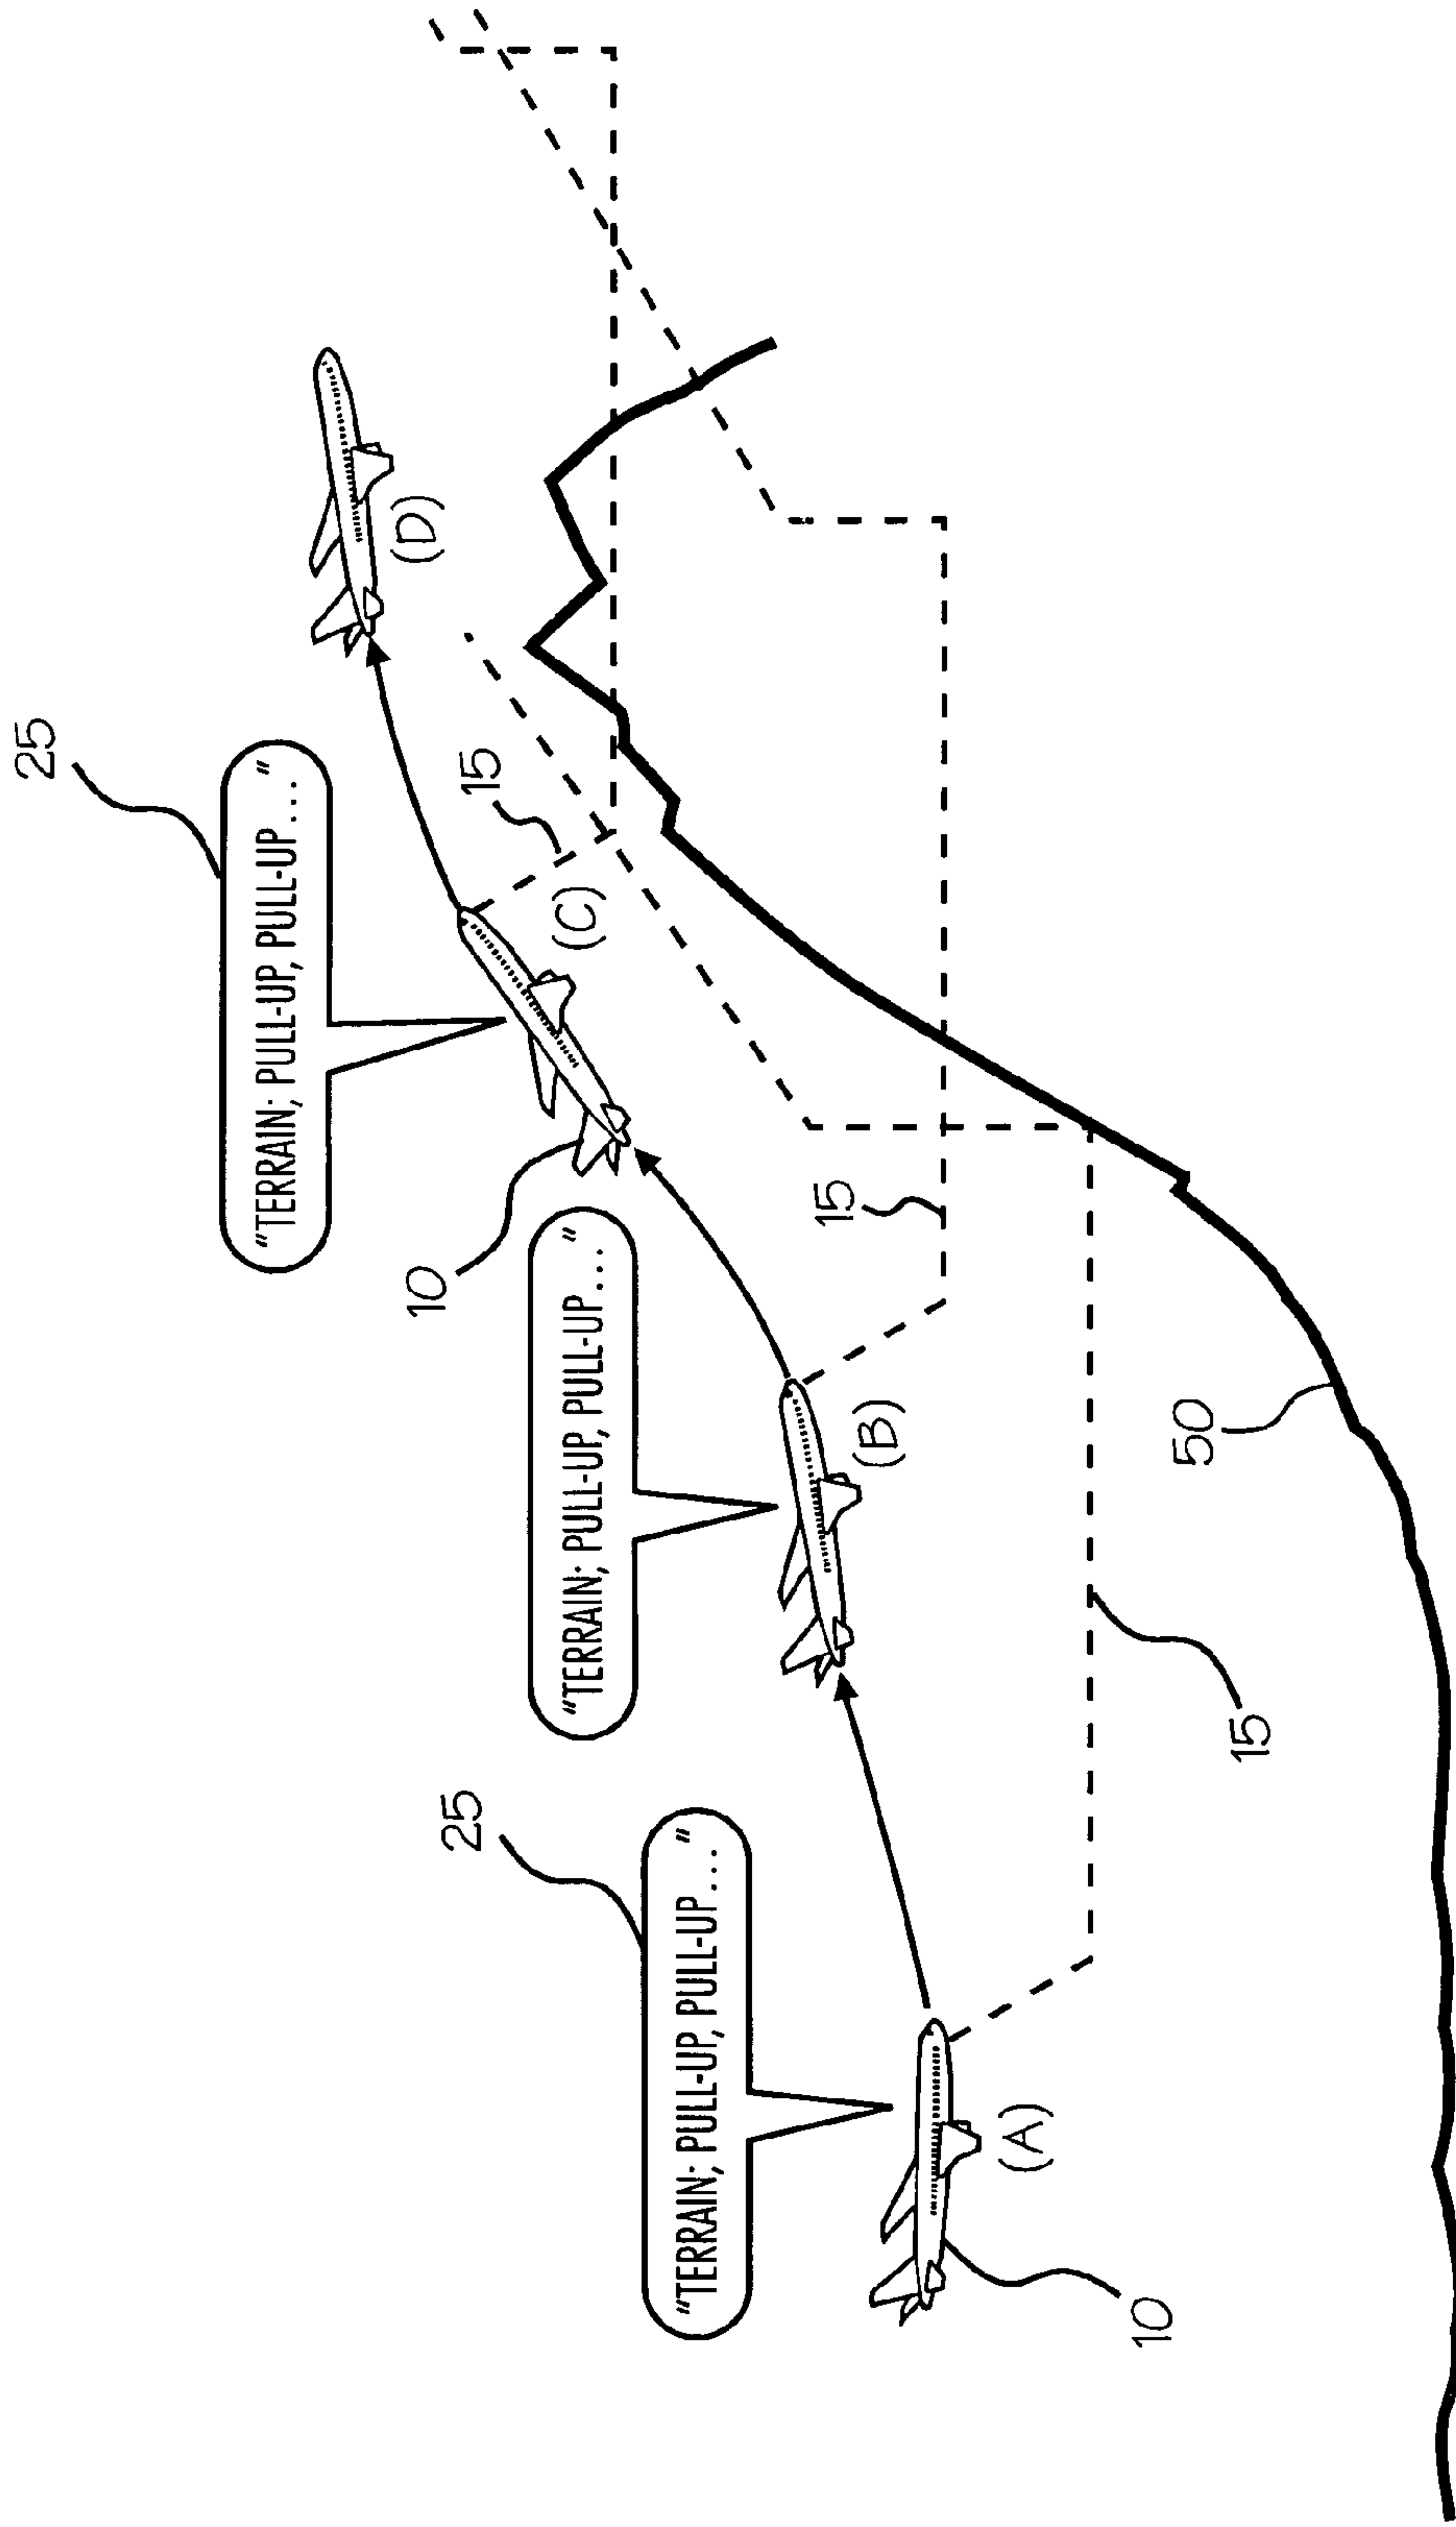 25
"TERRAIN; PULL-UP, PULL-UP..."
15
(D)
10
(C)
"TERRAIN; PULL-UP, PULL-UP..."
25
15
(B)
"TERRAIN; PULL-UP, PULL-UP..."
50
15
(A)
10